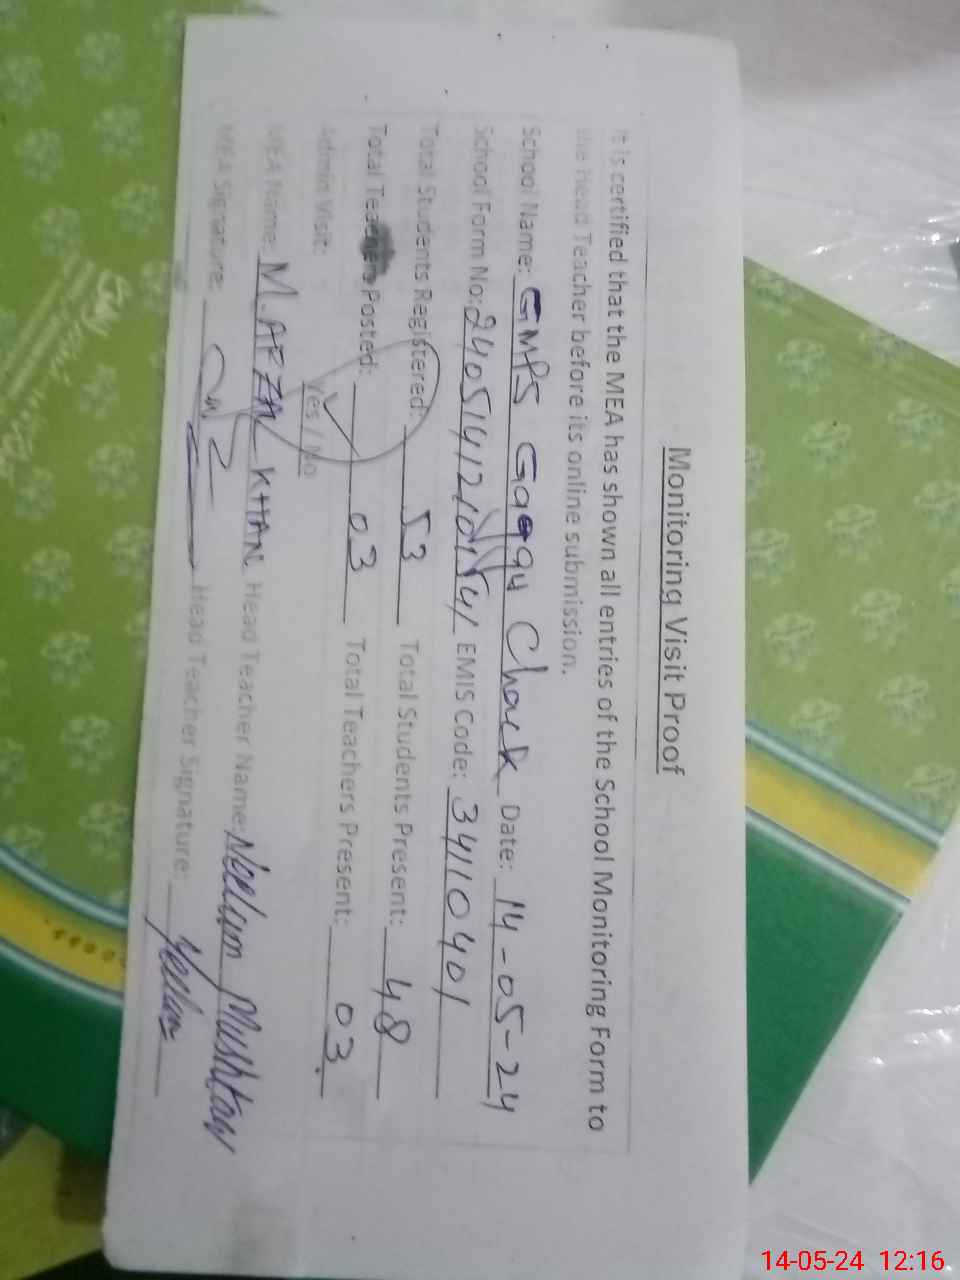 Monitoring Visit Proof
It is certified that the MEA has shown all entries of the School Monitoring Form to
the Head Teacher before its online submission.
School Name: GMPS Gaggu Chack Date: 14-05-24
School Form No: EMIS Code: 34110401
Total Students Registered: 53 Total Students Present: 48
Total Teachers Posted: 03 Total Teachers Present: 03
Admin Visit: Yes / No
MEA Name: M. AFZAL KHAN Head Teacher Name: Neelum Mushtaq
MEA Signature: Head Teacher Signature: Neelum
14-05-24 12:16